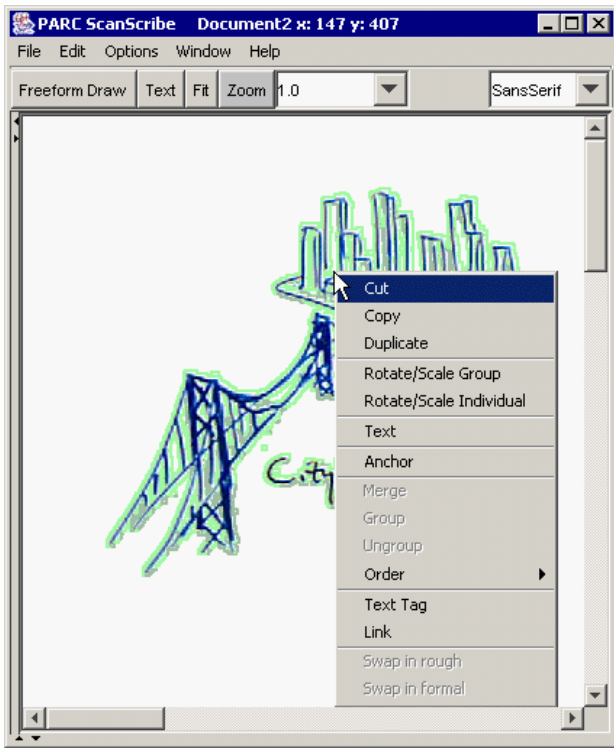 PARC ScanScribe Document2 x: 147 y: 407
File Edit Options Window Help
Freeform Draw Text Fit Zoom 1.0 SansSerif
Cut
Copy
Duplicate
Rotate/Scale Group
Rotate/Scale Individual
Text
Anchor
City
Merge
Group
Ungroup
Order
Text Tag
Link
Swap in rough
Swap in formal